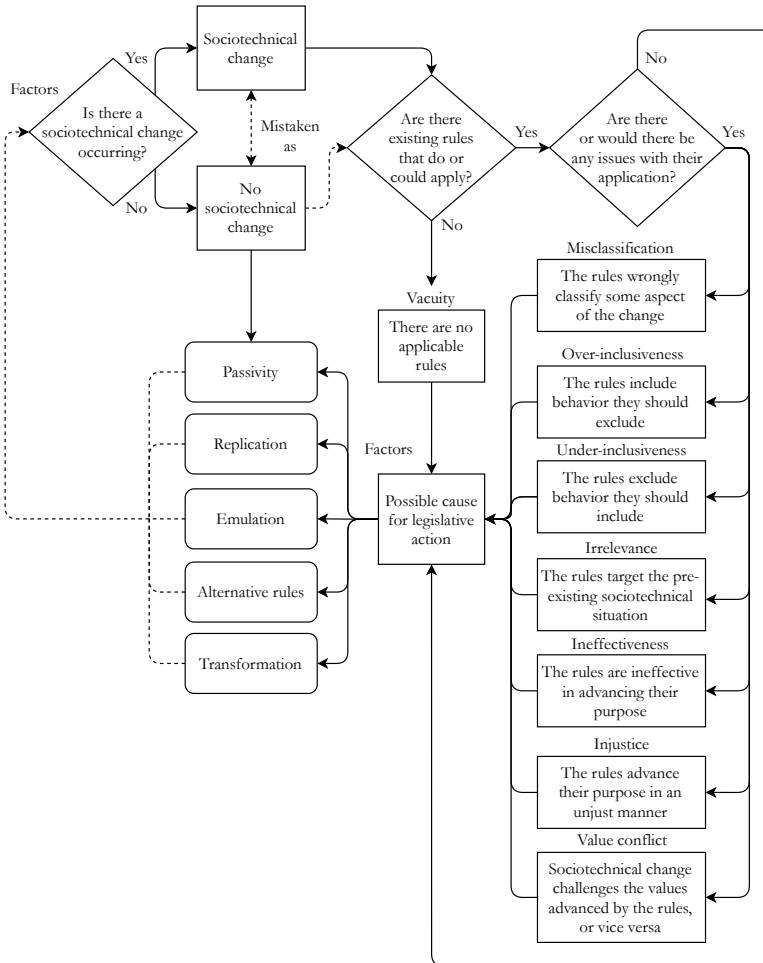 Factors
Yes
Is there a
sociotechnical change
occurring?
No
Sociotechnical
change
Mistaken
as
No
sociotechnical
change
Are there
existing rules
that do or
could apply?
Yes
No
Are there
or would there be
any issues with their
application?
No
Yes
Vacuity
There are no
applicable
rules
Misclassification
The rules wrongly
classify some aspect
of the change
Over-inclusiveness
The rules include
behavior they should
exclude
Under-inclusiveness
The rules exclude
behavior they should
include
Irrelevance
The rules target the pre-
existing sociotechnical
situation
Ineffectiveness
The rules are ineffective
in advancing their
purpose
Injustice
The rules advance
their purpose in an
unjust manner
Value conflict
Sociotechnical change
challenges the values
advanced by the rules,
or vice versa
Factors
Possible cause
for legislative
action
Passivity
Replication
Emulation
Alternative rules
Transformation